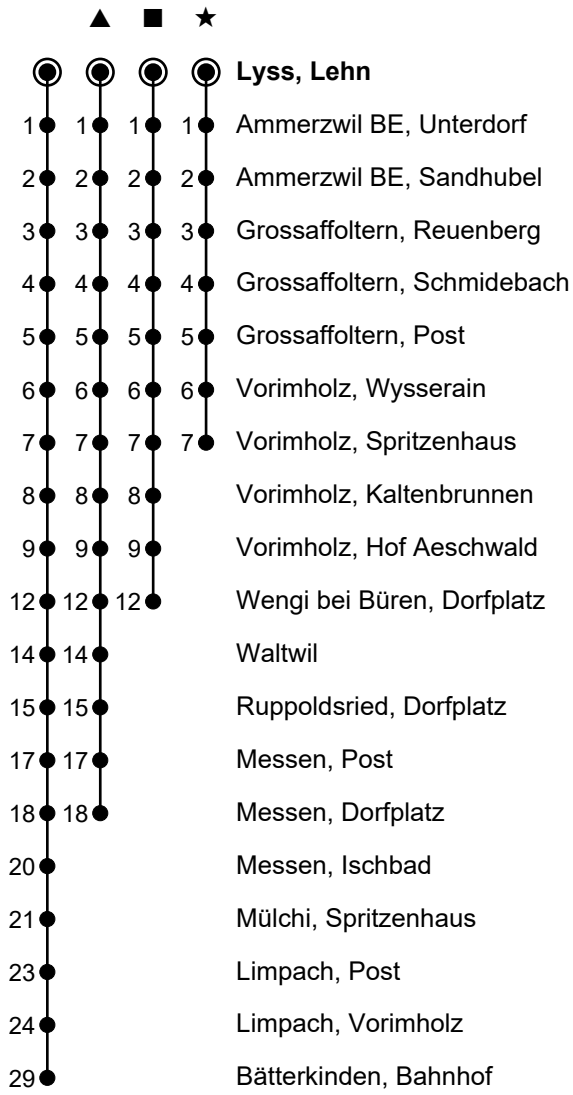 ▲ ■ ★
Lyss, Lehn
1 1 1 1 Ammerzwil BE, Unterdorf
2 2 2 2 Ammerzwil BE, Sandhubel
3 3 3 3 Grossaffoltern, Reuenberg
4 4 4 4 Grossaffoltern, Schmidebach
5 5 5 5 Grossaffoltern, Post
6 6 6 6 Vorimholz, Wysserain
7 7 7 7 Vorimholz, Spritzenhaus
8 8 8 Vorimholz, Kaltenbrunnen
9 9 9 Vorimholz, Hof Aeschwald
12 12 12 Wengi bei Büren, Dorfplatz
14 14 Waltwil
15 15 Ruppoldsried, Dorfplatz
17 17 Messen, Post
18 18 Messen, Dorfplatz
20 Messen, Ischbad
21 Mülchi, Spritzenhaus
23 Limpach, Post
24 Limpach, Vorimholz
29 Bätterkinden, Bahnhof